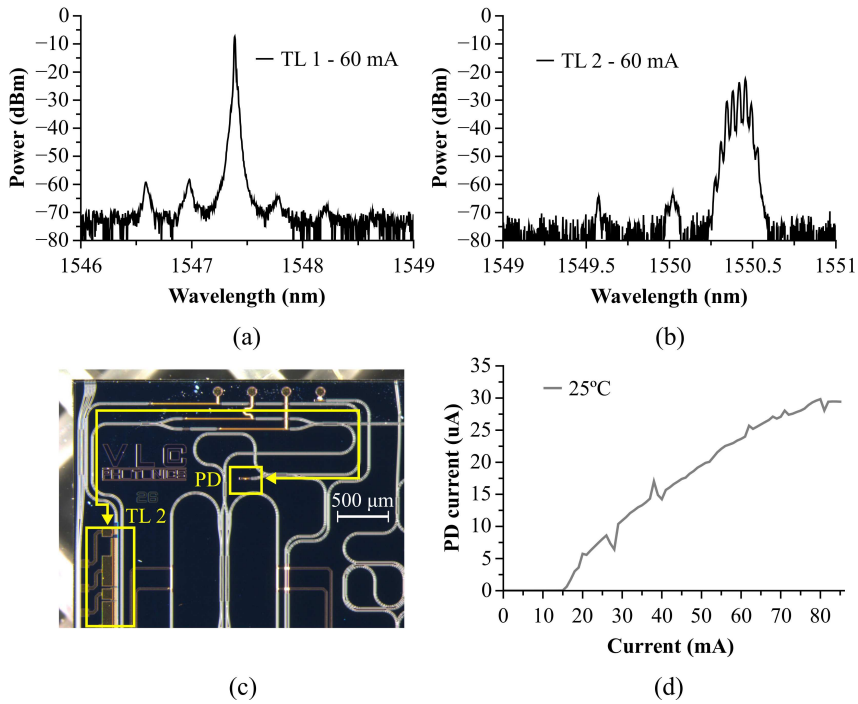 0
−10
−20
−30
−40
−50
−60
−70
−80
Power (dBm)
TL 1 - 60 mA
1546
1547
1548
1549
Wavelength (nm)
(a)
0
−10
−20
−30
−40
−50
−60
−70
−80
Power (dBm)
TL 2 - 60 mA
1549
1549.5
1550
1550.5
1551
Wavelength (nm)
(b)
VLC
PHOTONICS
26
PD
TL 2
500 µm
(c)
35
30
25
20
15
10
5
0
PD current (uA)
25ºC
0
10
20
30
40
50
60
70
80
Current (mA)
(d)